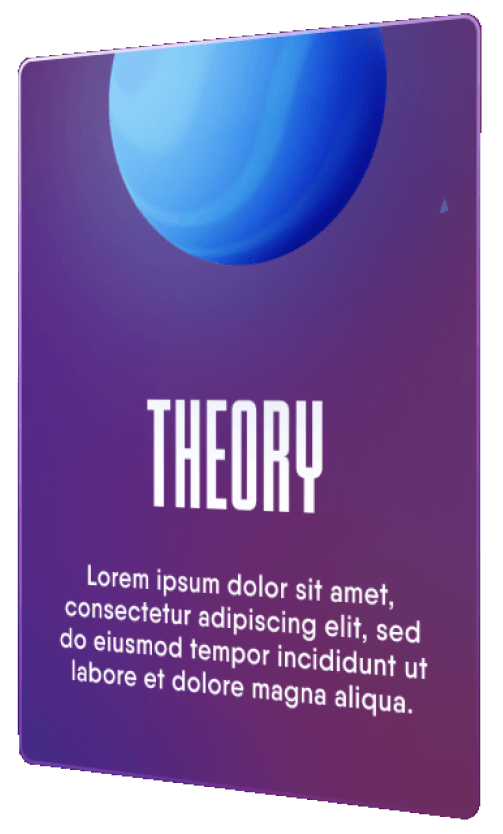 THEORY
Lorem ipsum dolor sit amet,
consectetur adipiscing elit, sed
do eiusmod tempor incididunt ut
labore et dolore magna aliqua.